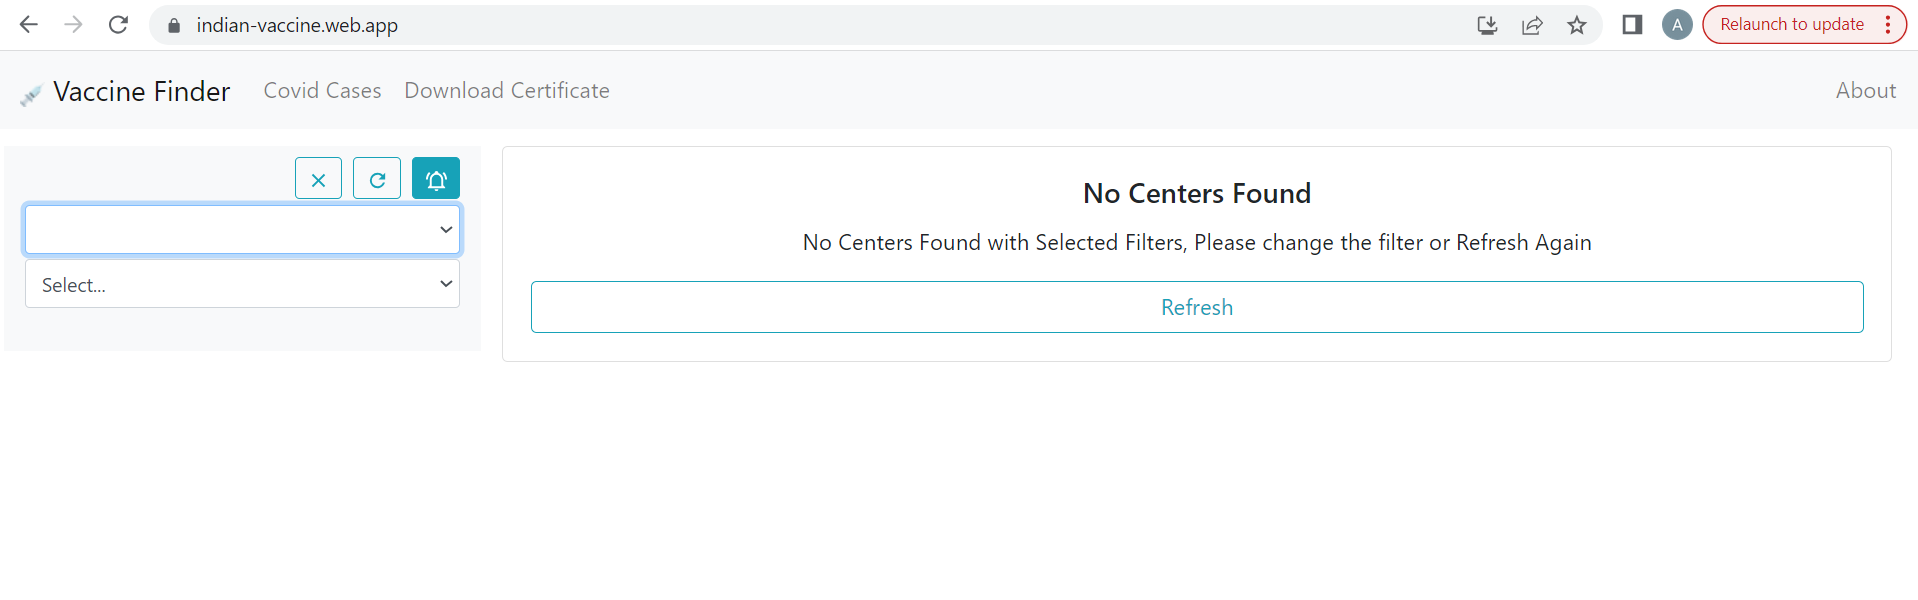 indian-vaccine.web.app
A
Relaunch to update
Vaccine Finder Covid Cases Download Certificate About
Select...
No Centers Found
No Centers Found with Selected Filters, Please change the filter or Refresh Again
Refresh